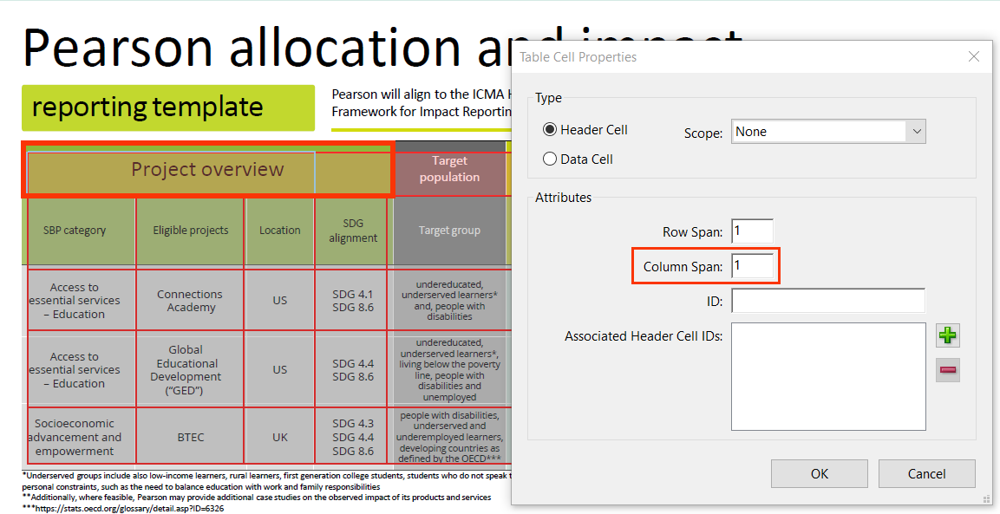 Pearson allocation and impact
reporting template
Pearson will align to the ICMA H
Framework for Impact Reportin
Project overview
Target
population
SBP category
Eligible projects
Location
SDG
alignment
Target group
Access to
essential services
– Education
Connections
Academy
US
SDG 4.1
SDG 8.6
undereducated,
underserved learners*
and, people with
disabilities
Access to
essential services
– Education
Global
Educational
Development
(“GED”)
US
SDG 4.4
SDG 8.6
undereducated,
underserved learners*,
living below the poverty
line, people with
disabilities and
unemployed
Socioeconomic
advancement and
empowerment
BTEC
UK
SDG 4.3
SDG 4.4
SDG 8.6
people with disabilities,
underserved and
underemployed learners,
developing countries as
defined by the OECD***
*Underserved groups include also low-income learners, rural learners, first generation college students, students who do not speak t
personal constraints, such as the need to balance education with work and family responsibilities
**Additionally, where feasible, Pearson may provide additional case studies on the observed impact of its products and services
***https://stats.oecd.org/glossary/detail.asp?ID=6326
Table Cell Properties
Type
Header Cell
Scope:
None
Data Cell
Attributes
Row Span:
1
Column Span:
1
ID:
Associated Header Cell IDs:
OK
Cancel